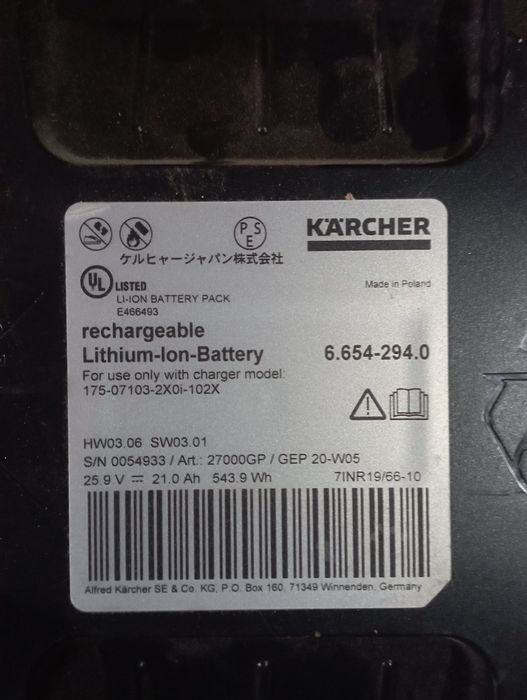 PSE
KÄRCHER
ケルヒャージャパン株式会社
UL LISTED
Made in Poland
LI-ION BATTERY PACK
E466493
rechargeable
Lithium-Ion-Battery 6.654-294.0
For use only with charger model:
175-07103-2X0i-102X
HW03.06 SW03.01
S/N 0054933 / Art.: 27000GP / GEP 20-W05
25.9 V ⎓ 21.0 Ah 543.9 Wh 7INR19/66-10
Alfred Kärcher SE & Co. KG, P.O. Box 160, 71349 Winnenden, Germany